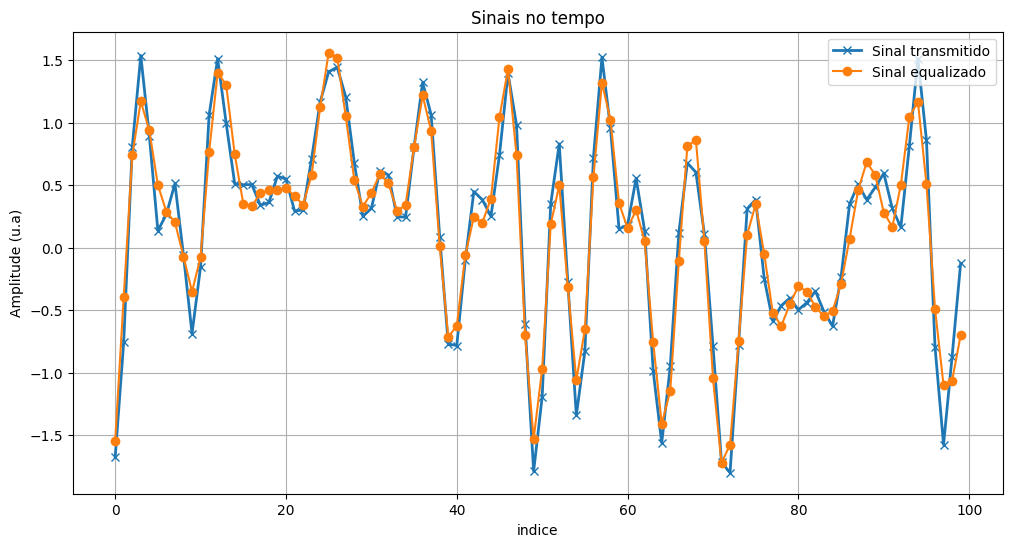 Sinais no tempo
Sinal transmitido
Sinal equalizado
Amplitude (u.a)
1.5
1.0
0.5
0.0
−0.5
−1.0
−1.5
0
20
40
60
80
100
indice